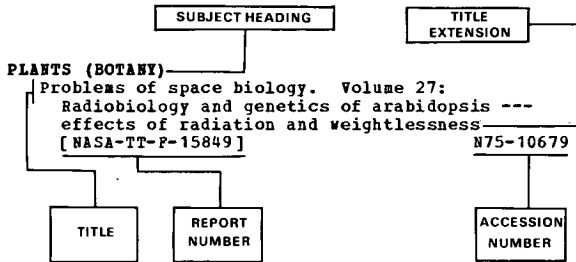 SUBJECT HEADING
TITLE
EXTENSION
PLANTS (BOTANY)
Problems of space biology. Volume 27:
Radiobiology and genetics of arabidopsis ---
effects of radiation and weightlessness
[NASA-TT-F-15849] N75-10679
TITLE
REPORT
NUMBER
ACCESSION
NUMBER